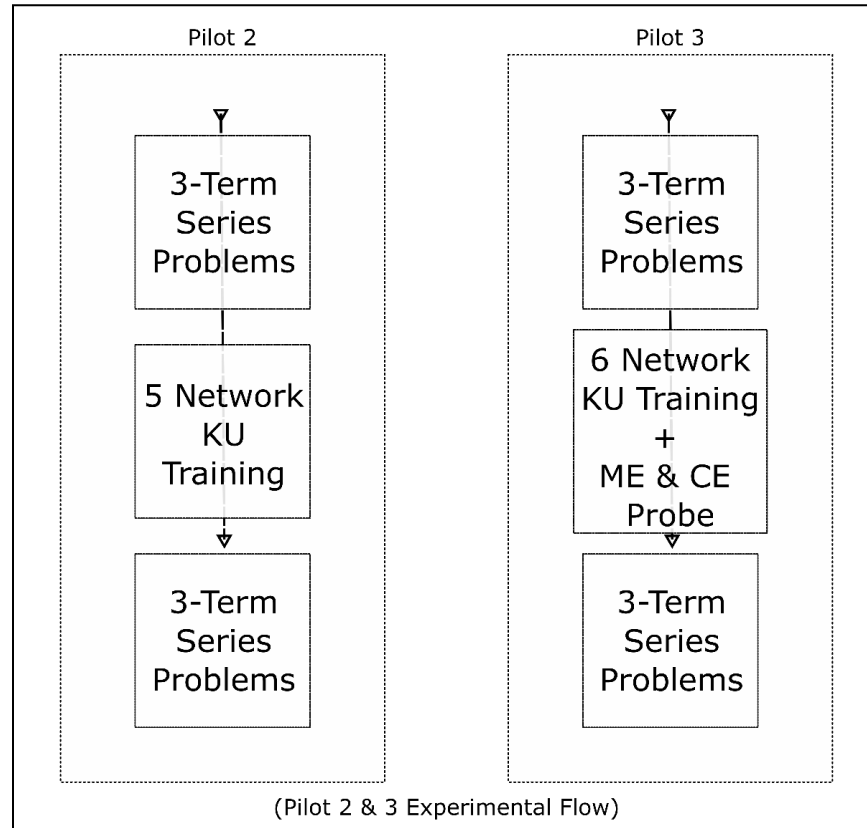 Pilot 2
3-Term
Series
Problems
5 Network
KU
Training
3-Term
Series
Problems
Pilot 3
3-Term
Series
Problems
6 Network
KU Training
+
ME & CE
Probe
3-Term
Series
Problems
(Pilot 2 & 3 Experimental Flow)